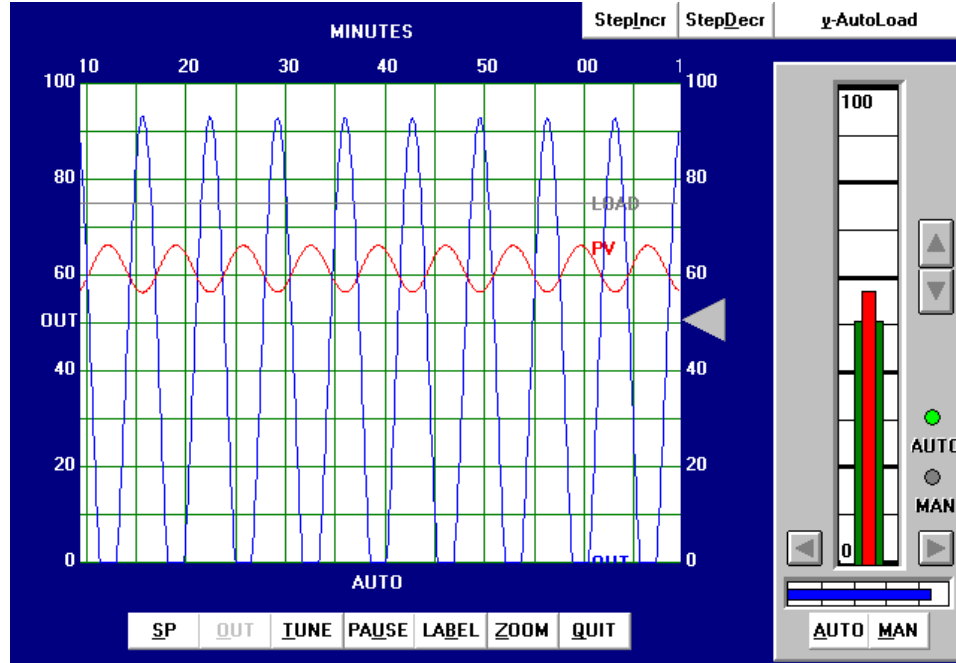 StepIncr StepDecr y-AutoLoad
MINUTES
10 20 30 40 50 00 1
100 100
100
80 80
LOAD
PV
60 60
OUT
40 40
AUTO
20 20
MAN
0 OUT 0
0
AUTO
SP OUT TUNE PAUSE LABEL ZOOM QUIT
AUTO MAN